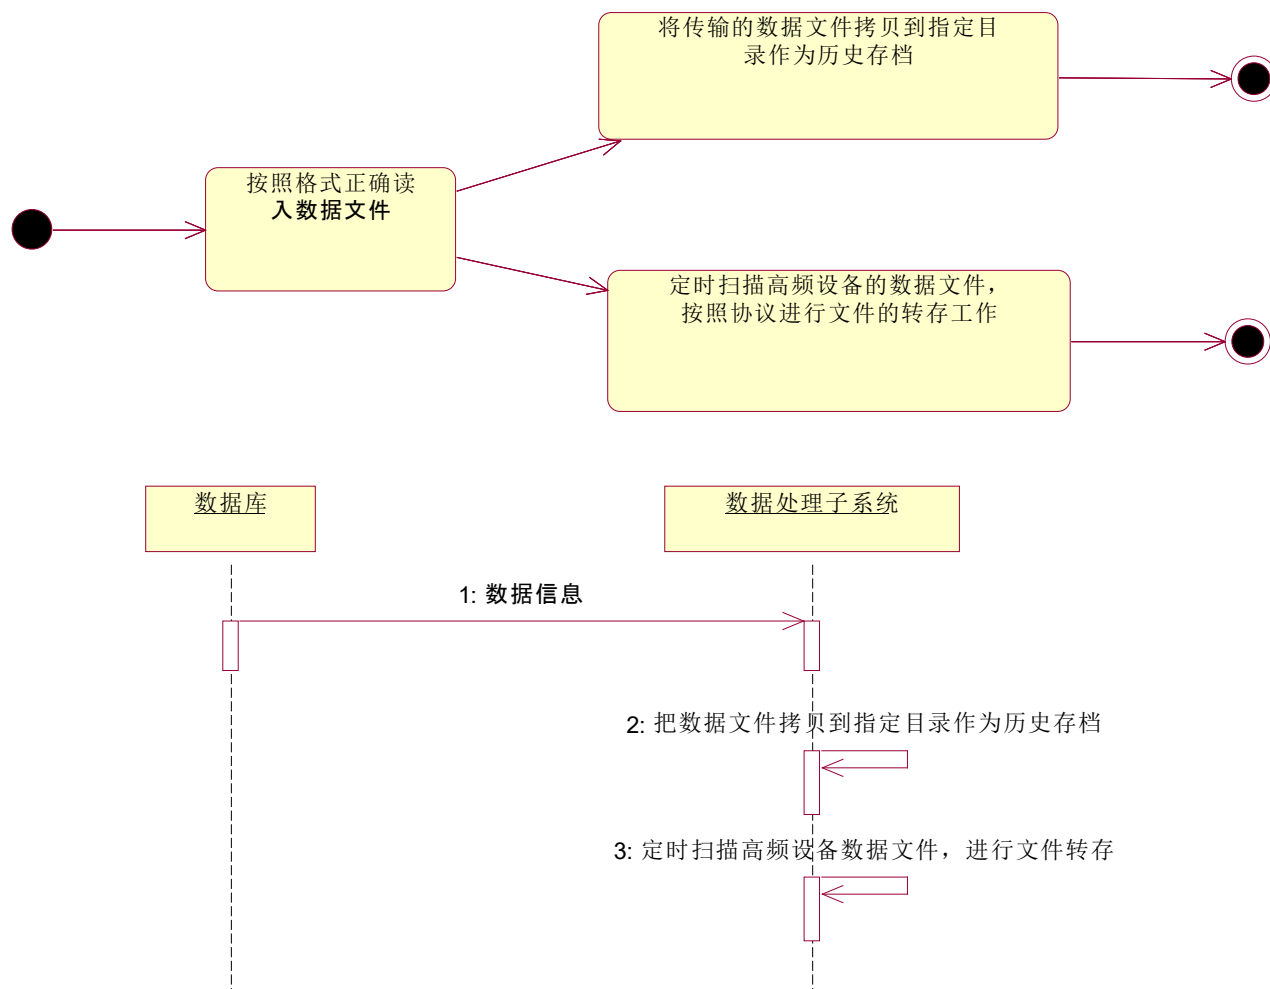 将传输的数据文件拷贝到指定目
录作为历史存档
按照格式正确读
入数据文件
定时扫描高频设备的数据文件，
按照协议进行文件的转存工作
数据库
数据处理子系统
1: 数据信息
2: 把数据文件拷贝到指定目录作为历史存档
3: 定时扫描高频设备数据文件，进行文件转存